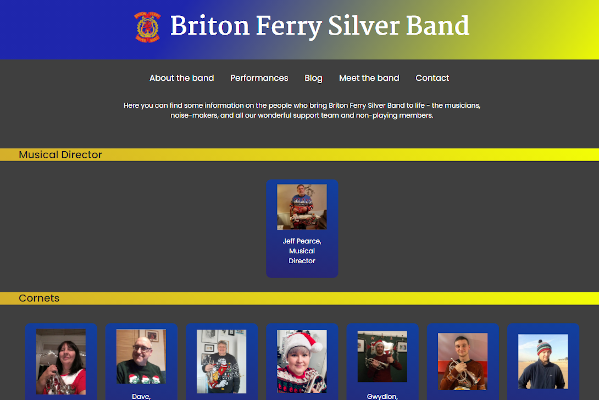 Briton Ferry Silver Band
About the band Performances Blog Meet the band Contact
Here you can find some information on the people who bring Briton Ferry Silver Band to life - the musicians,
noise-makers, and all our wonderful support team and non-playing members.
Musical Director
Jeff Pearce,
Musical
Director
Cornets
Dave, Gwydion,